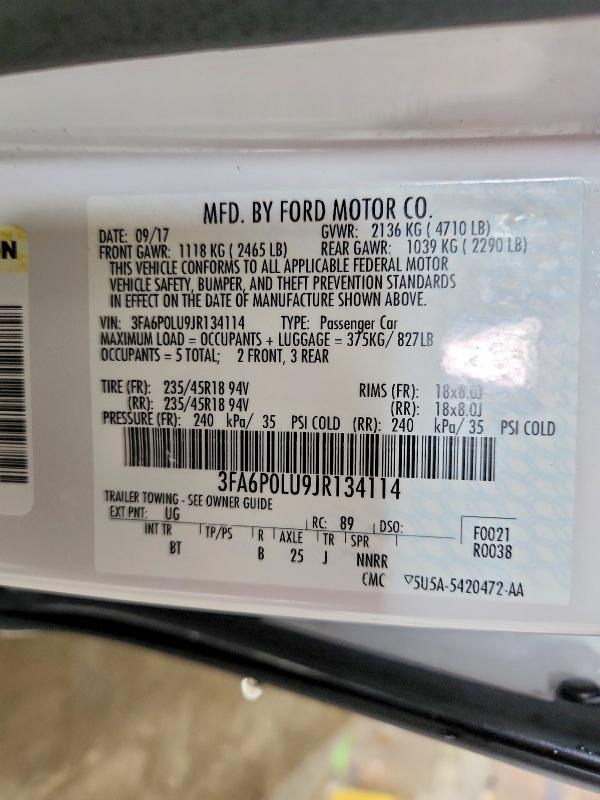 MFD. BY FORD MOTOR CO.
DATE: 09/17 GVWR: 2136 KG ( 4710 LB)
FRONT GAWR: 1118 KG ( 2465 LB) REAR GAWR: 1039 KG ( 2290 LB)
THIS VEHICLE CONFORMS TO ALL APPLICABLE FEDERAL MOTOR
VEHICLE SAFETY, BUMPER, AND THEFT PREVENTION STANDARDS
IN EFFECT ON THE DATE OF MANUFACTURE SHOWN ABOVE.
VIN: 3FA6P0LU9JR134114 TYPE: Passenger Car
MAXIMUM LOAD = OCCUPANTS + LUGGAGE = 375KG/ 827LB
OCCUPANTS = 5 TOTAL; 2 FRONT, 3 REAR
TIRE (FR): 235/45R18 94V RIMS (FR): 18x8.0J
(RR): 235/45R18 94V (RR): 18x8.0J
PRESSURE (FR): 240 kPa/ 35 PSI COLD (RR): 240 kPa/ 35 PSI COLD
3FA6P0LU9JR134114
TRAILER TOWING - SEE OWNER GUIDE
EXT PNT: UG RC: 89 DSO:
F0021
R0038
INT TR TP/PS R AXLE TR SPR
BT B 25 J NNRR
CMC ▽5U5A-5420472-AA
N